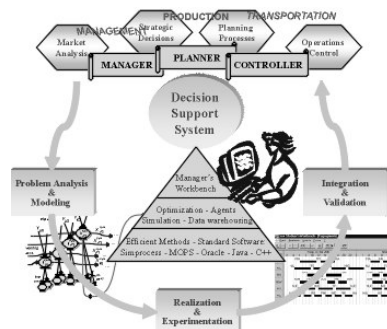 PRODUCTION TRANSPORTATION
MANAGEMENT
Market
Analysis
Strategic
Decisions
Planning
Processes
Operations
Control
MANAGER
PLANNER
CONTROLLER
Decision
Support
System
Manager's
Workbench
Optimization - Agents
Simulation - Data warehousing
Efficient Methods - Standard Software
Simprocess - MOPS - Oracle - Java - C++
Problem Analysis
&
Modeling
Integration
&
Validation
Realization
&
Experimentation